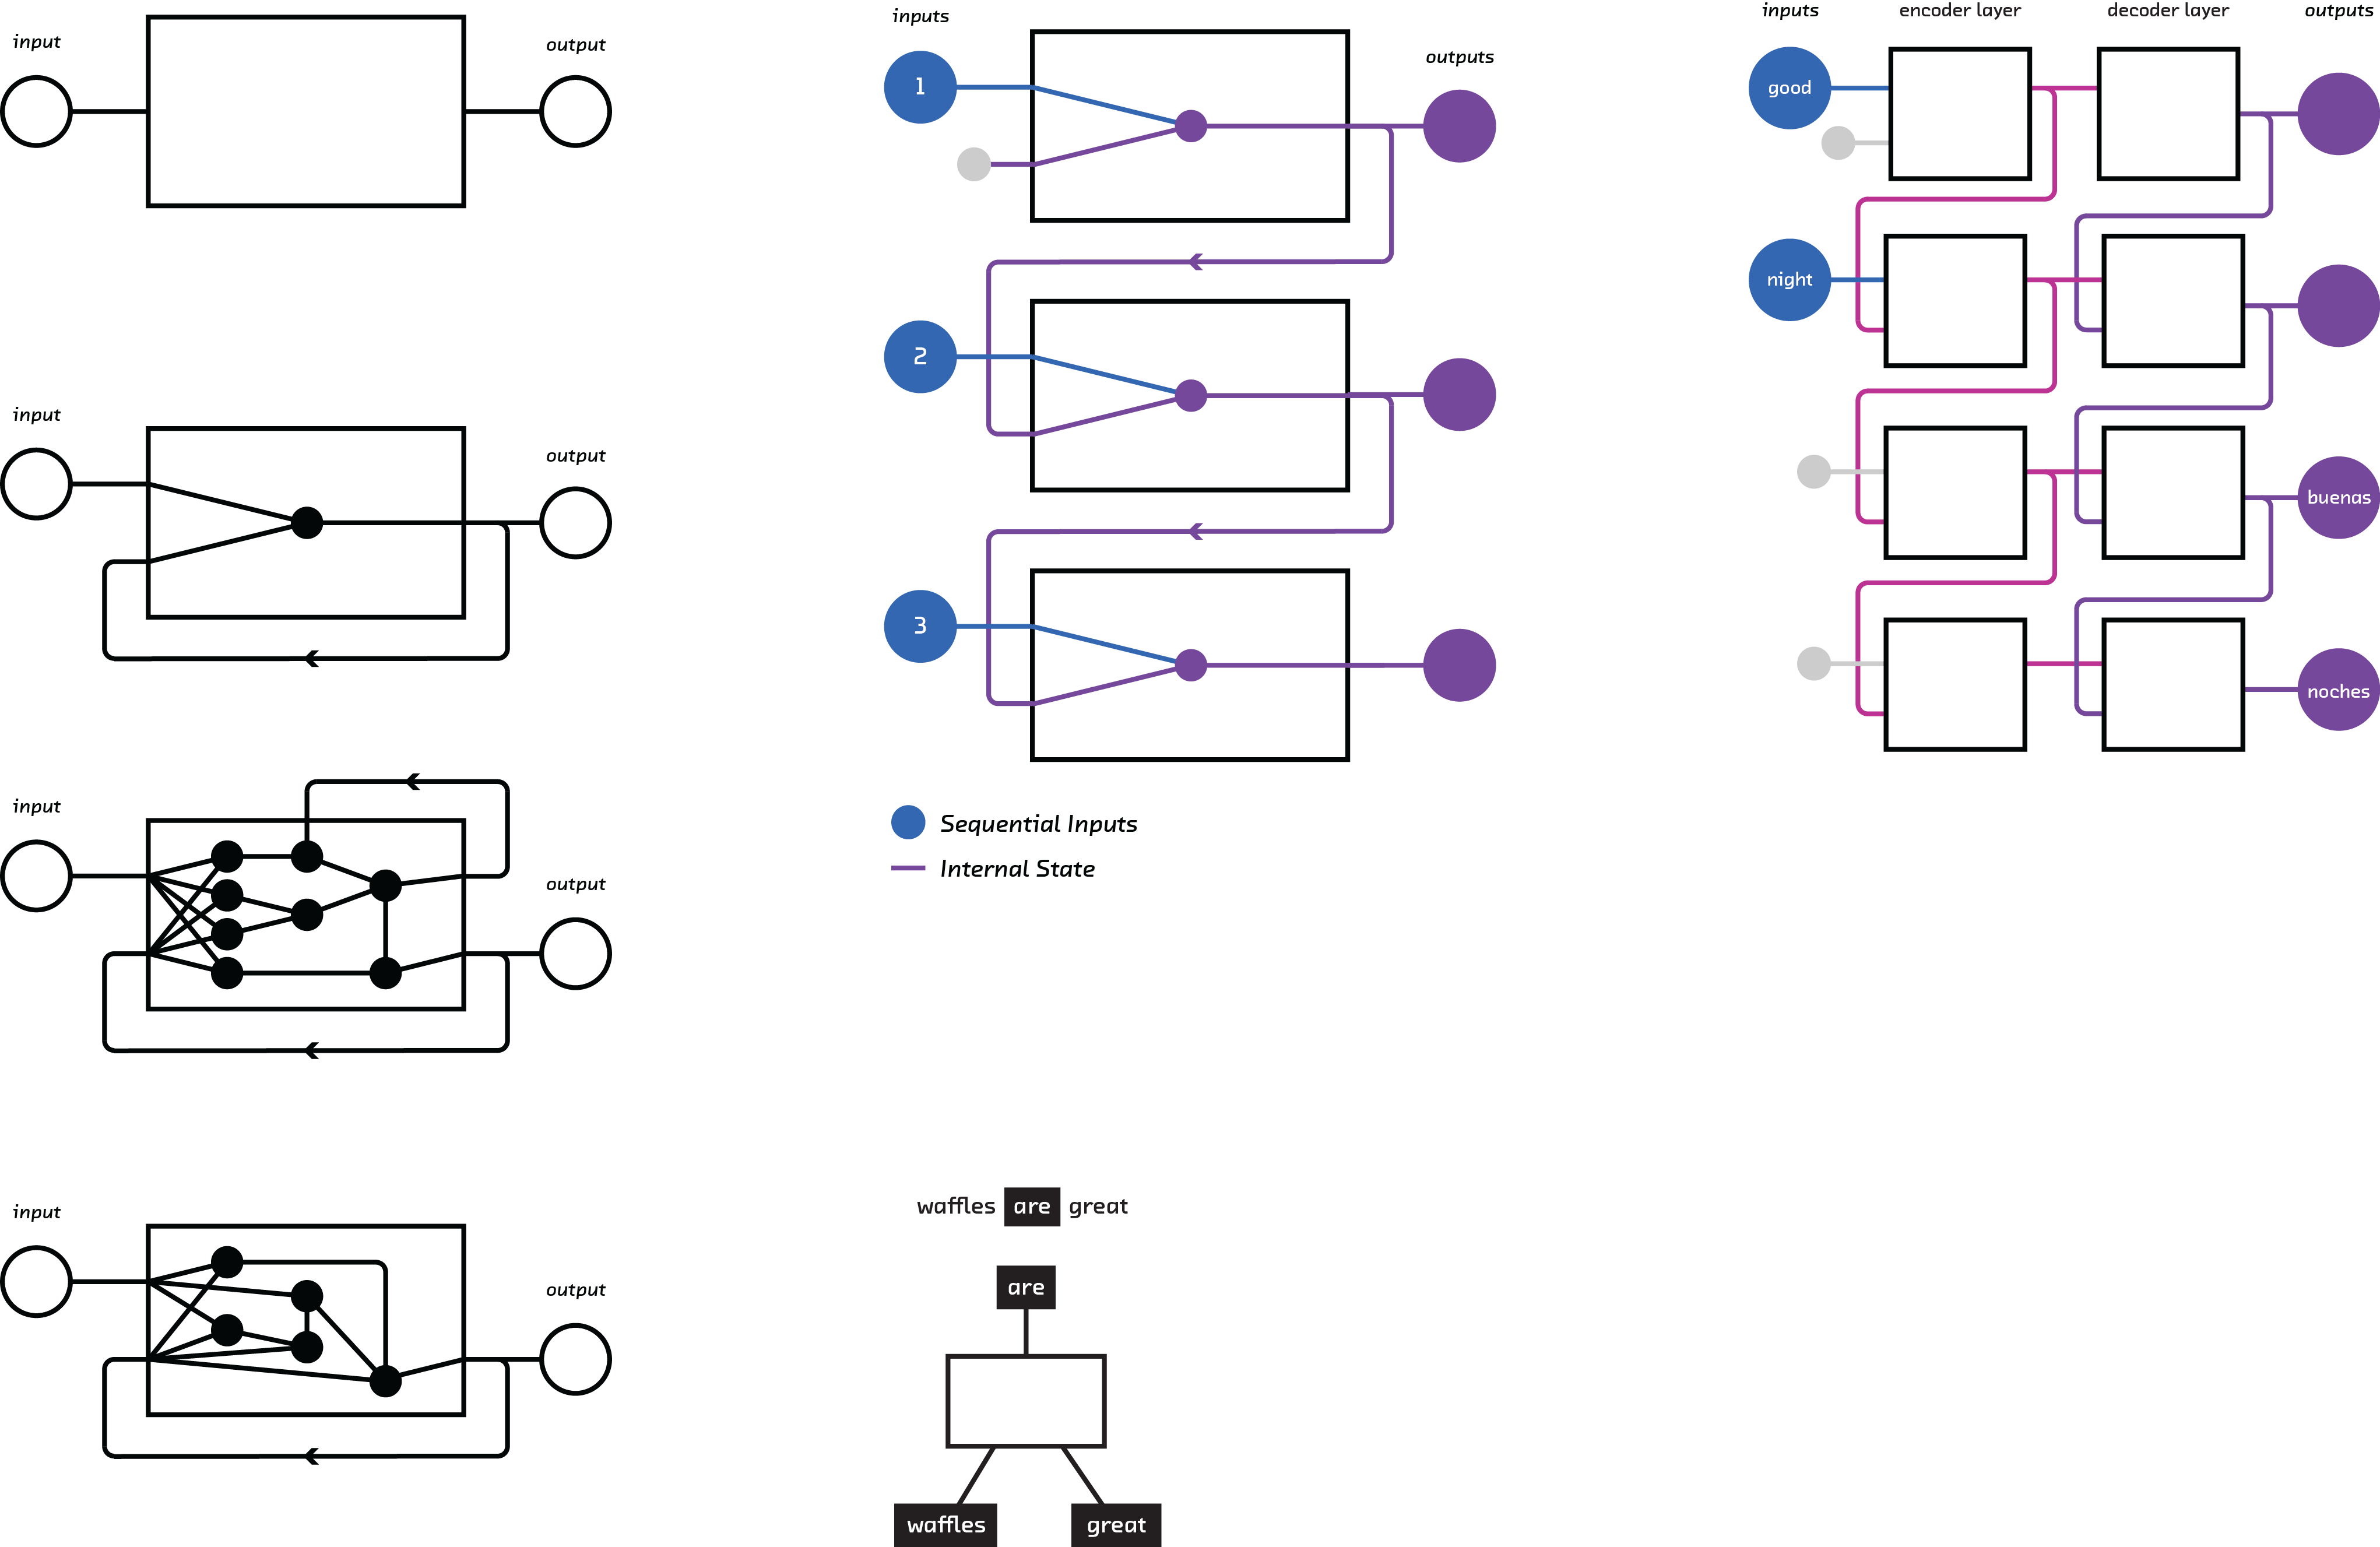 input
output
input
output
input
output
input
output
inputs
outputs
1
2
3
Sequential Inputs
Internal State
waffles are great
are
waffles
great
inputs
encoder layer
decoder layer
outputs
good
night
buenas
noches